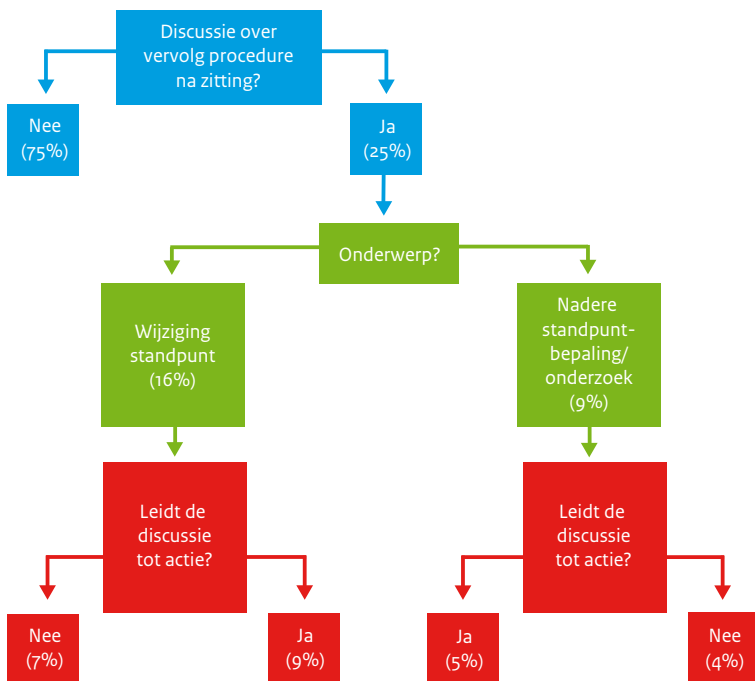 Discussie over
vervolg procedure
na zitting?
Nee
(75%)
Ja
(25%)
Onderwerp?
Wijziging
standpunt
(16%)
Nadere
standpunt-
bepaling/
onderzoek
(9%)
Leidt de
discussie
tot actie?
Leidt de
discussie
tot actie?
Nee
(7%)
Ja
(9%)
Ja
(5%)
Nee
(4%)